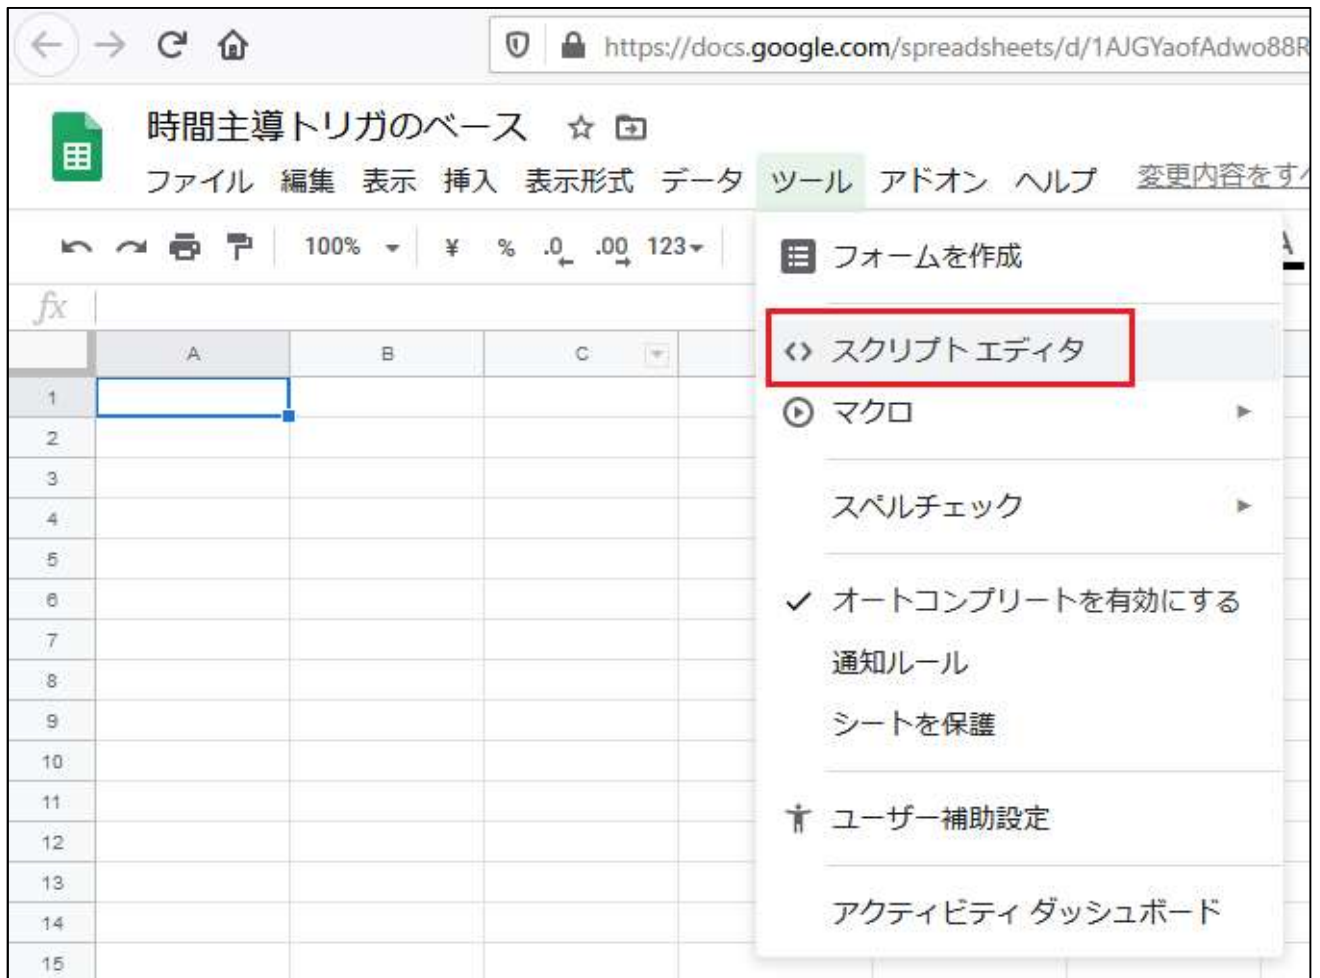 https://docs.google.com/spreadsheets/d/1AJGYaofAdwo88R
時間主導トリガのベース
ファイル 編集 表示 挿入 表示形式 データ ツール アドオン ヘルプ 変更内容をすべ
100% ¥ % .0 .00 123
フォームを作成
fx
スクリプト エディタ
A B C
マクロ
スペルチェック
オートコンプリートを有効にする
通知ルール
シートを保護
ユーザー補助設定
アクティビティ ダッシュボード
1
2
3
4
5
6
7
8
9
10
11
12
13
14
15